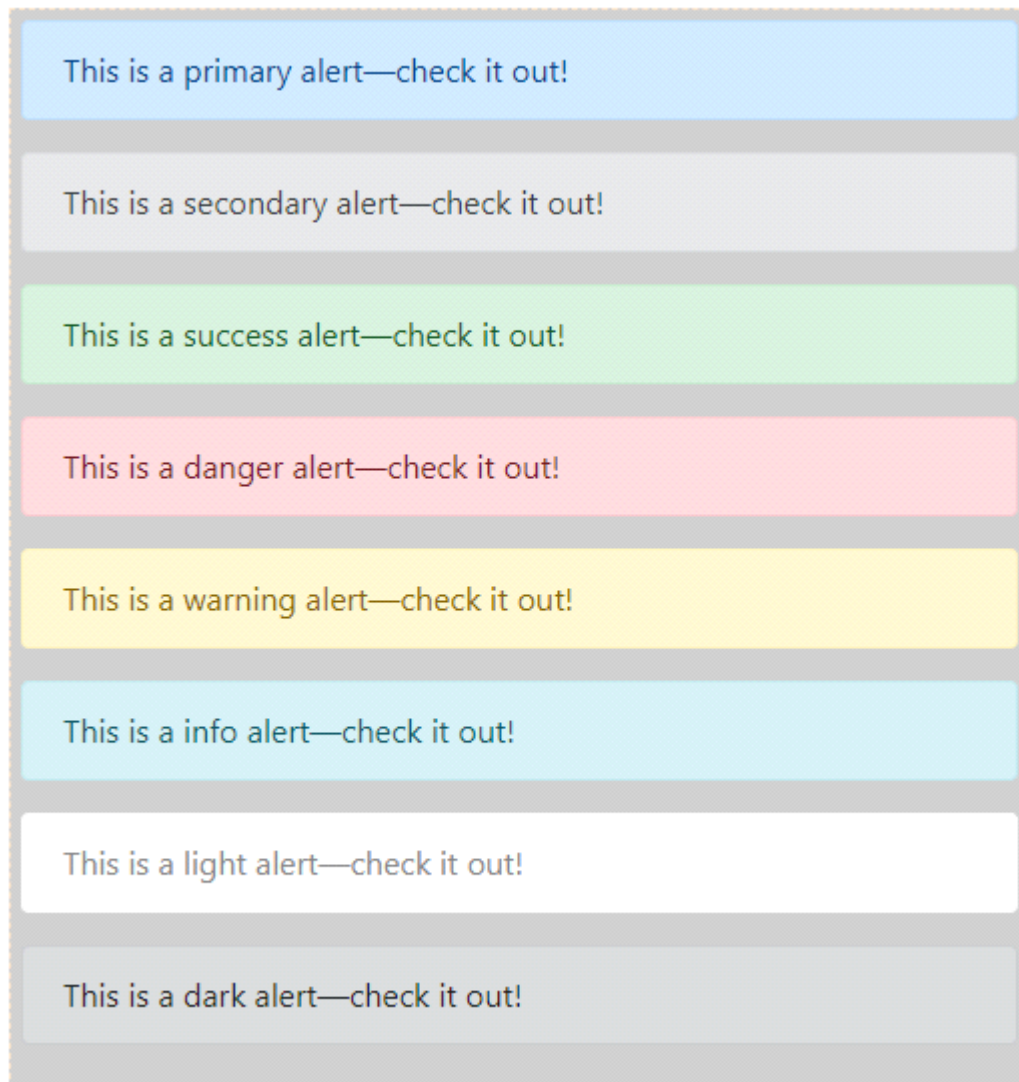 This is a primary alert—check it out!
This is a secondary alert—check it out!
This is a success alert—check it out!
This is a danger alert—check it out!
This is a warning alert—check it out!
This is a info alert—check it out!
This is a light alert—check it out!
This is a dark alert—check it out!